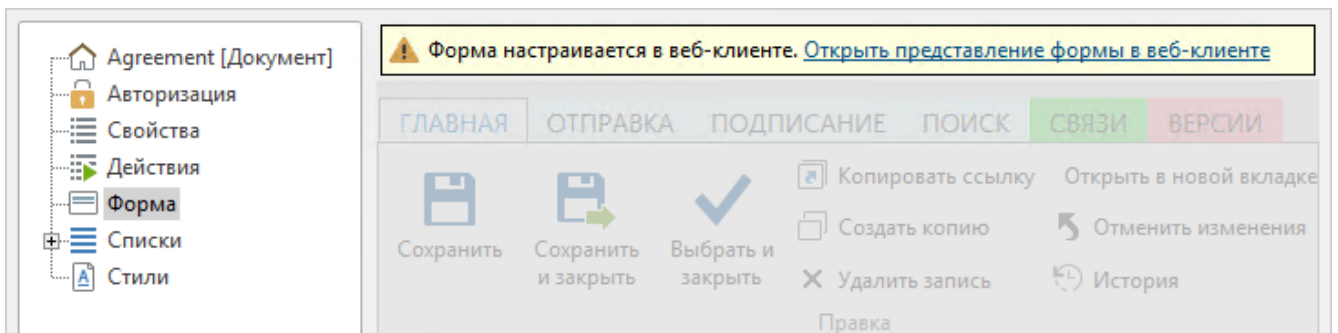 Agreement [Документ]
Авторизация
Свойства
Действия
Форма
Списки
Стили
Форма настраивается в веб-клиенте. Открыть представление формы в веб-клиенте
ГЛАВНАЯ ОТПРАВКА ПОДПИСАНИЕ ПОИСК СВЯЗИ ВЕРСИИ
Сохранить
Сохранить
и закрыть
Выбрать и
закрыть
Копировать ссылку
Создать копию
Удалить запись
Открыть в новой вкладке
Отменить изменения
История
Правка